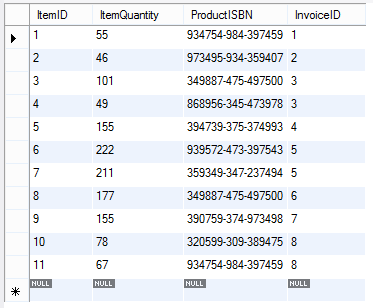 ItemID ItemQuantity ProductISBN InvoiceID
1 55 934754-984-397459 1
2 46 973495-934-359407 2
3 101 349887-475-497500 3
4 49 868956-345-473978 3
5 155 394739-375-374993 4
6 222 939572-473-397543 5
7 211 359349-347-237494 5
8 177 349887-475-497500 6
9 155 390759-374-973498 7
10 78 320599-309-389475 8
11 67 934754-984-397459 8
NULL NULL NULL NULL